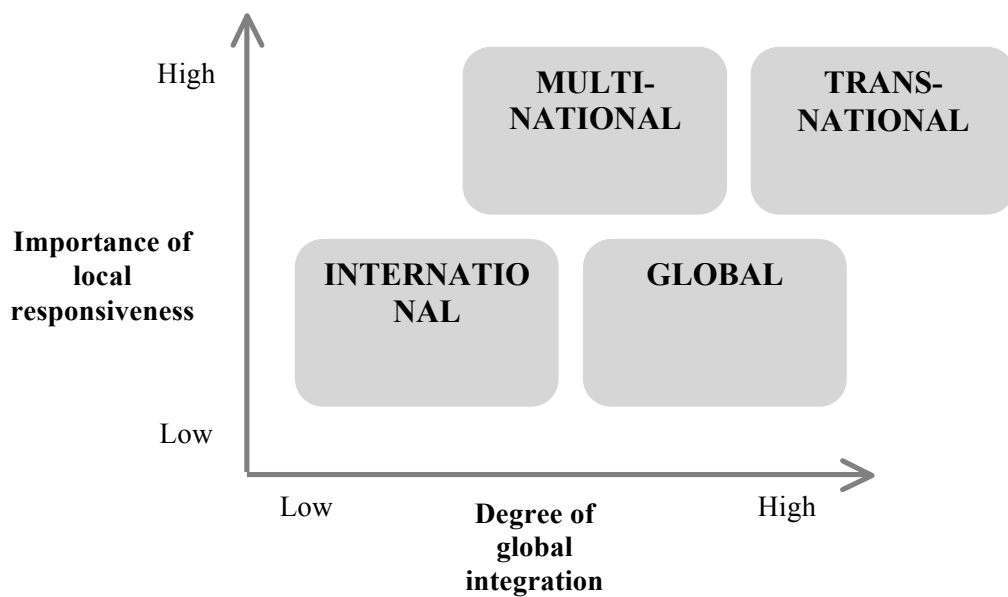 High
MULTI-
NATIONAL
TRANS-
NATIONAL
Importance of
local
responsiveness
INTERNATIO
NAL
GLOBAL
Low
Low
Degree of
global
integration
High